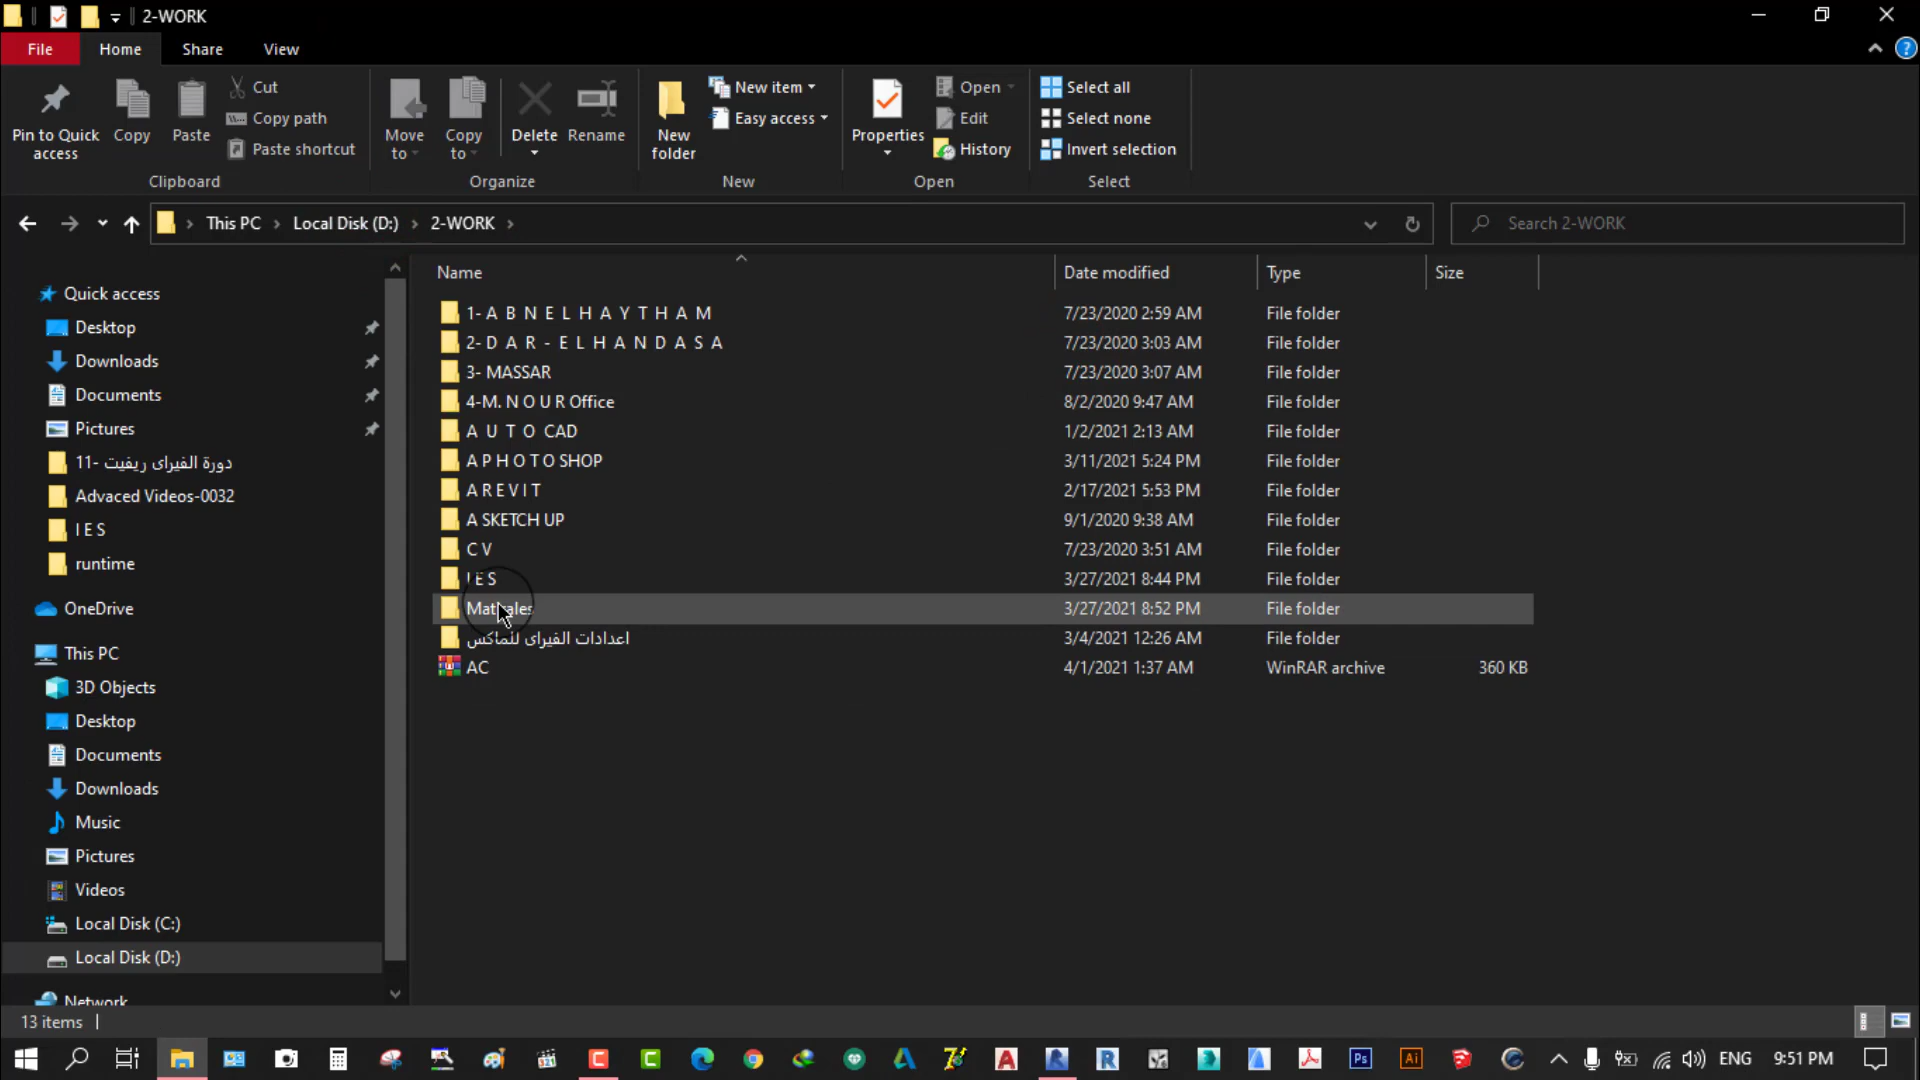 2-WORK
File Home Share View
Pin to Quick access
Copy
Paste
Cut
Copy path
Paste shortcut
Clipboard
Move to
Copy to
Delete
Rename
Organize
New folder
New item
Easy access
New
Properties
Open
Edit
History
Open
Select all
Select none
Invert selection
Select
This PC Local Disk (D:) 2-WORK
Search 2-WORK
Quick access
Desktop
Downloads
Documents
Pictures
11- دورة الفيراى ريفيت
Advaced Videos-0032
I E S
runtime
OneDrive
This PC
3D Objects
Desktop
Documents
Downloads
Music
Pictures
Videos
Local Disk (C:)
Local Disk (D:)
Network
Name Date modified Type Size
1- A B N E L H A Y T H A M 7/23/2020 2:59 AM File folder
2- D A R - E L H A N D A S A 7/23/2020 3:03 AM File folder
3- MASSAR 7/23/2020 3:07 AM File folder
4-M. N O U R Office 8/2/2020 9:47 AM File folder
A U T O CAD 1/2/2021 2:13 AM File folder
A P H O T O SHOP 3/11/2021 5:24 PM File folder
A R E V I T 2/17/2021 5:53 PM File folder
A SKETCH UP 9/1/2020 9:38 AM File folder
C V 7/23/2020 3:51 AM File folder
I E S 3/27/2021 8:44 PM File folder
3/27/2021 8:52 PM File folder
اعدادات الفيراى للماكس 3/4/2021 12:26 AM File folder
AC 4/1/2021 1:37 AM WinRAR archive 360 KB
13 items
ENG 9:51 PM